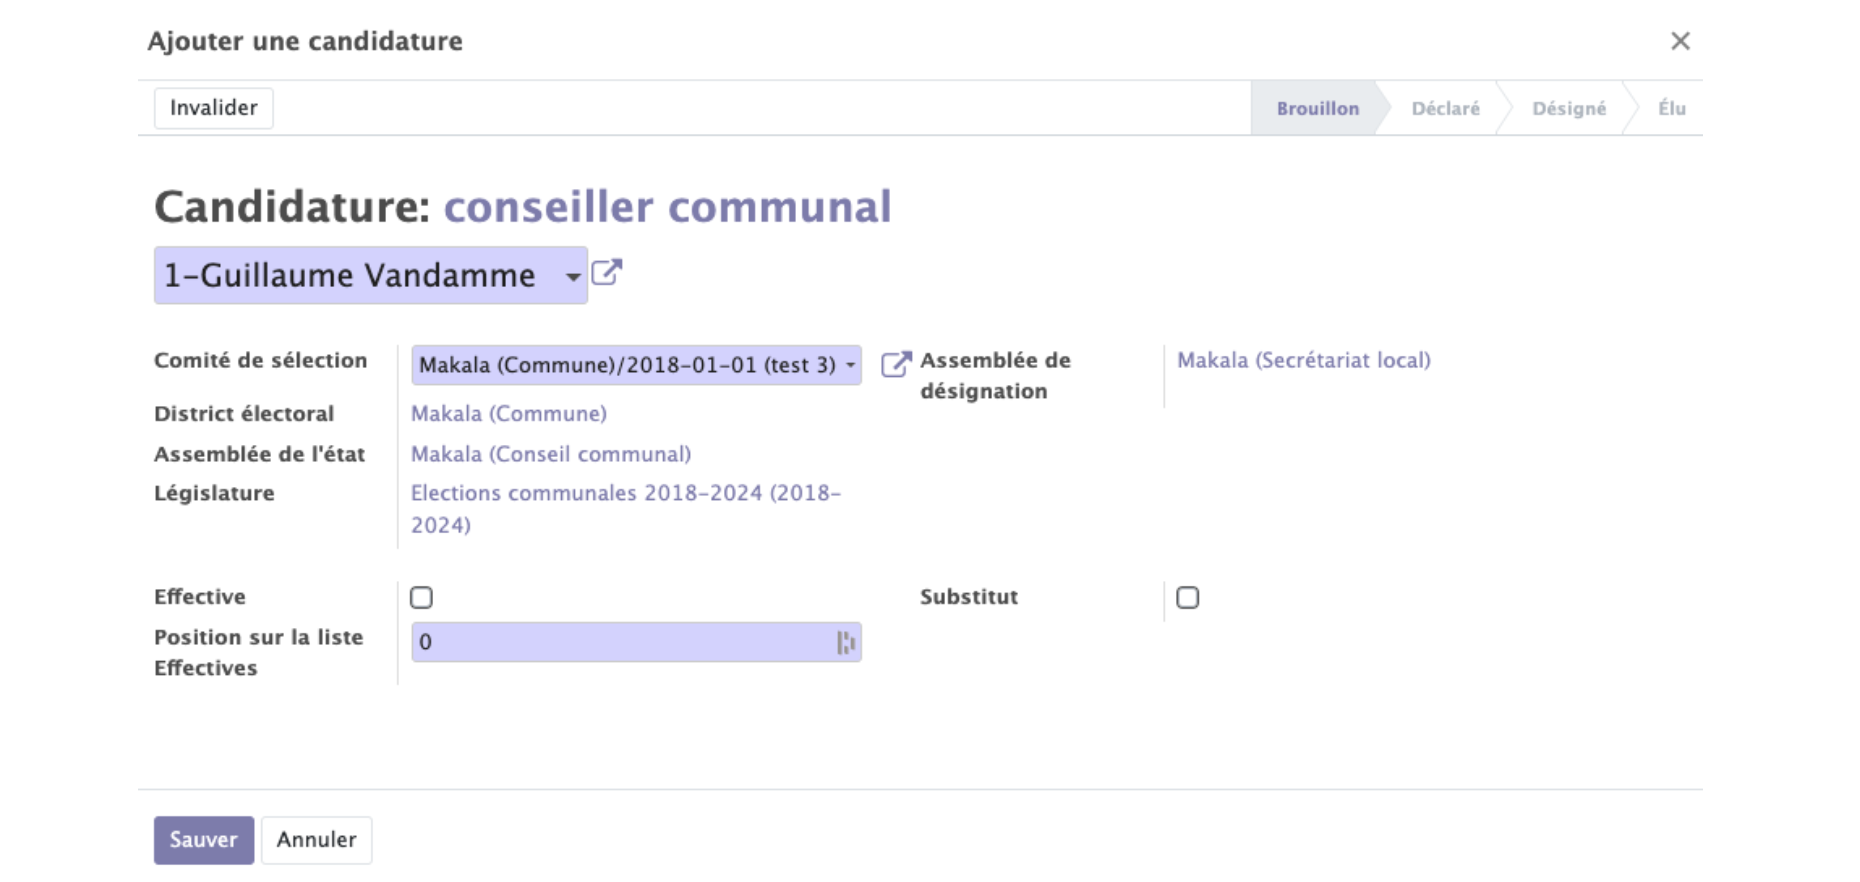 Ajouter une candidature
Invalider
Brouillon
Déclaré
Désigné
Élu
Candidature: conseiller communal
1-Guillaume Vandamme
Comité de sélection
Makala (Commune)/2018-01-01 (test 3)
Assemblée de
désignation
Makala (Secrétariat local)
District électoral
Makala (Commune)
Assemblée de l'état
Makala (Conseil communal)
Législature
Elections communales 2018-2024 (2018-
2024)
Effective
Substitut
Position sur la liste
Effectives
0
Sauver
Annuler